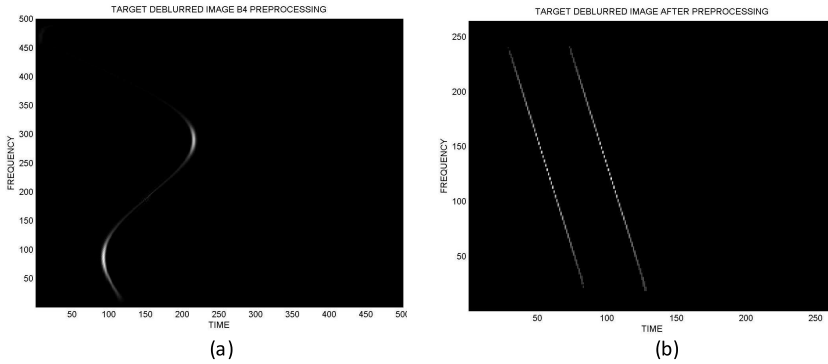 TARGET DEBLURRED IMAGE B4 PREPROCESSING
500
450
400
350
300
250
200
150
100
50
FREQUENCY
50 100 150 200 250 300 350 400 450 500
TIME
(a)
TARGET DEBLURRED IMAGE AFTER PREPROCESSING
250
200
150
100
50
FREQUENCY
50 100 150 200 250
TIME
(b)